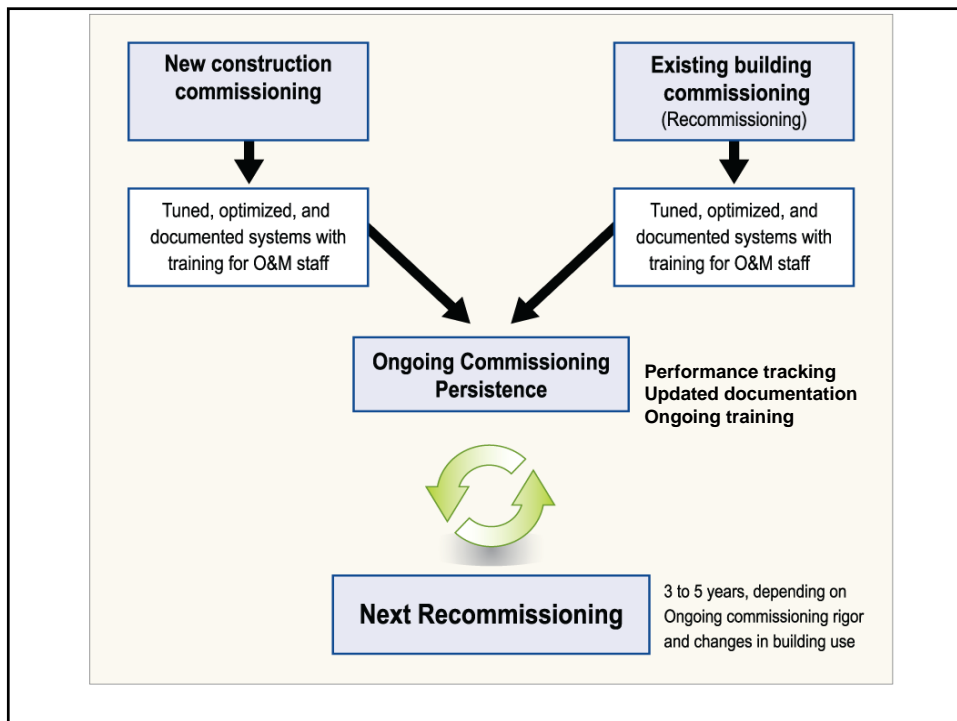 New construction
commissioning
Existing building
commissioning
(Recommissioning)
Tuned, optimized, and
documented systems with
training for O&M staff
Tuned, optimized, and
documented systems with
training for O&M staff
Ongoing Commissioning
Persistence
Performance tracking
Updated documentation
Ongoing training
Next Recommissioning
3 to 5 years, depending on
Ongoing commissioning rigor
and changes in building use